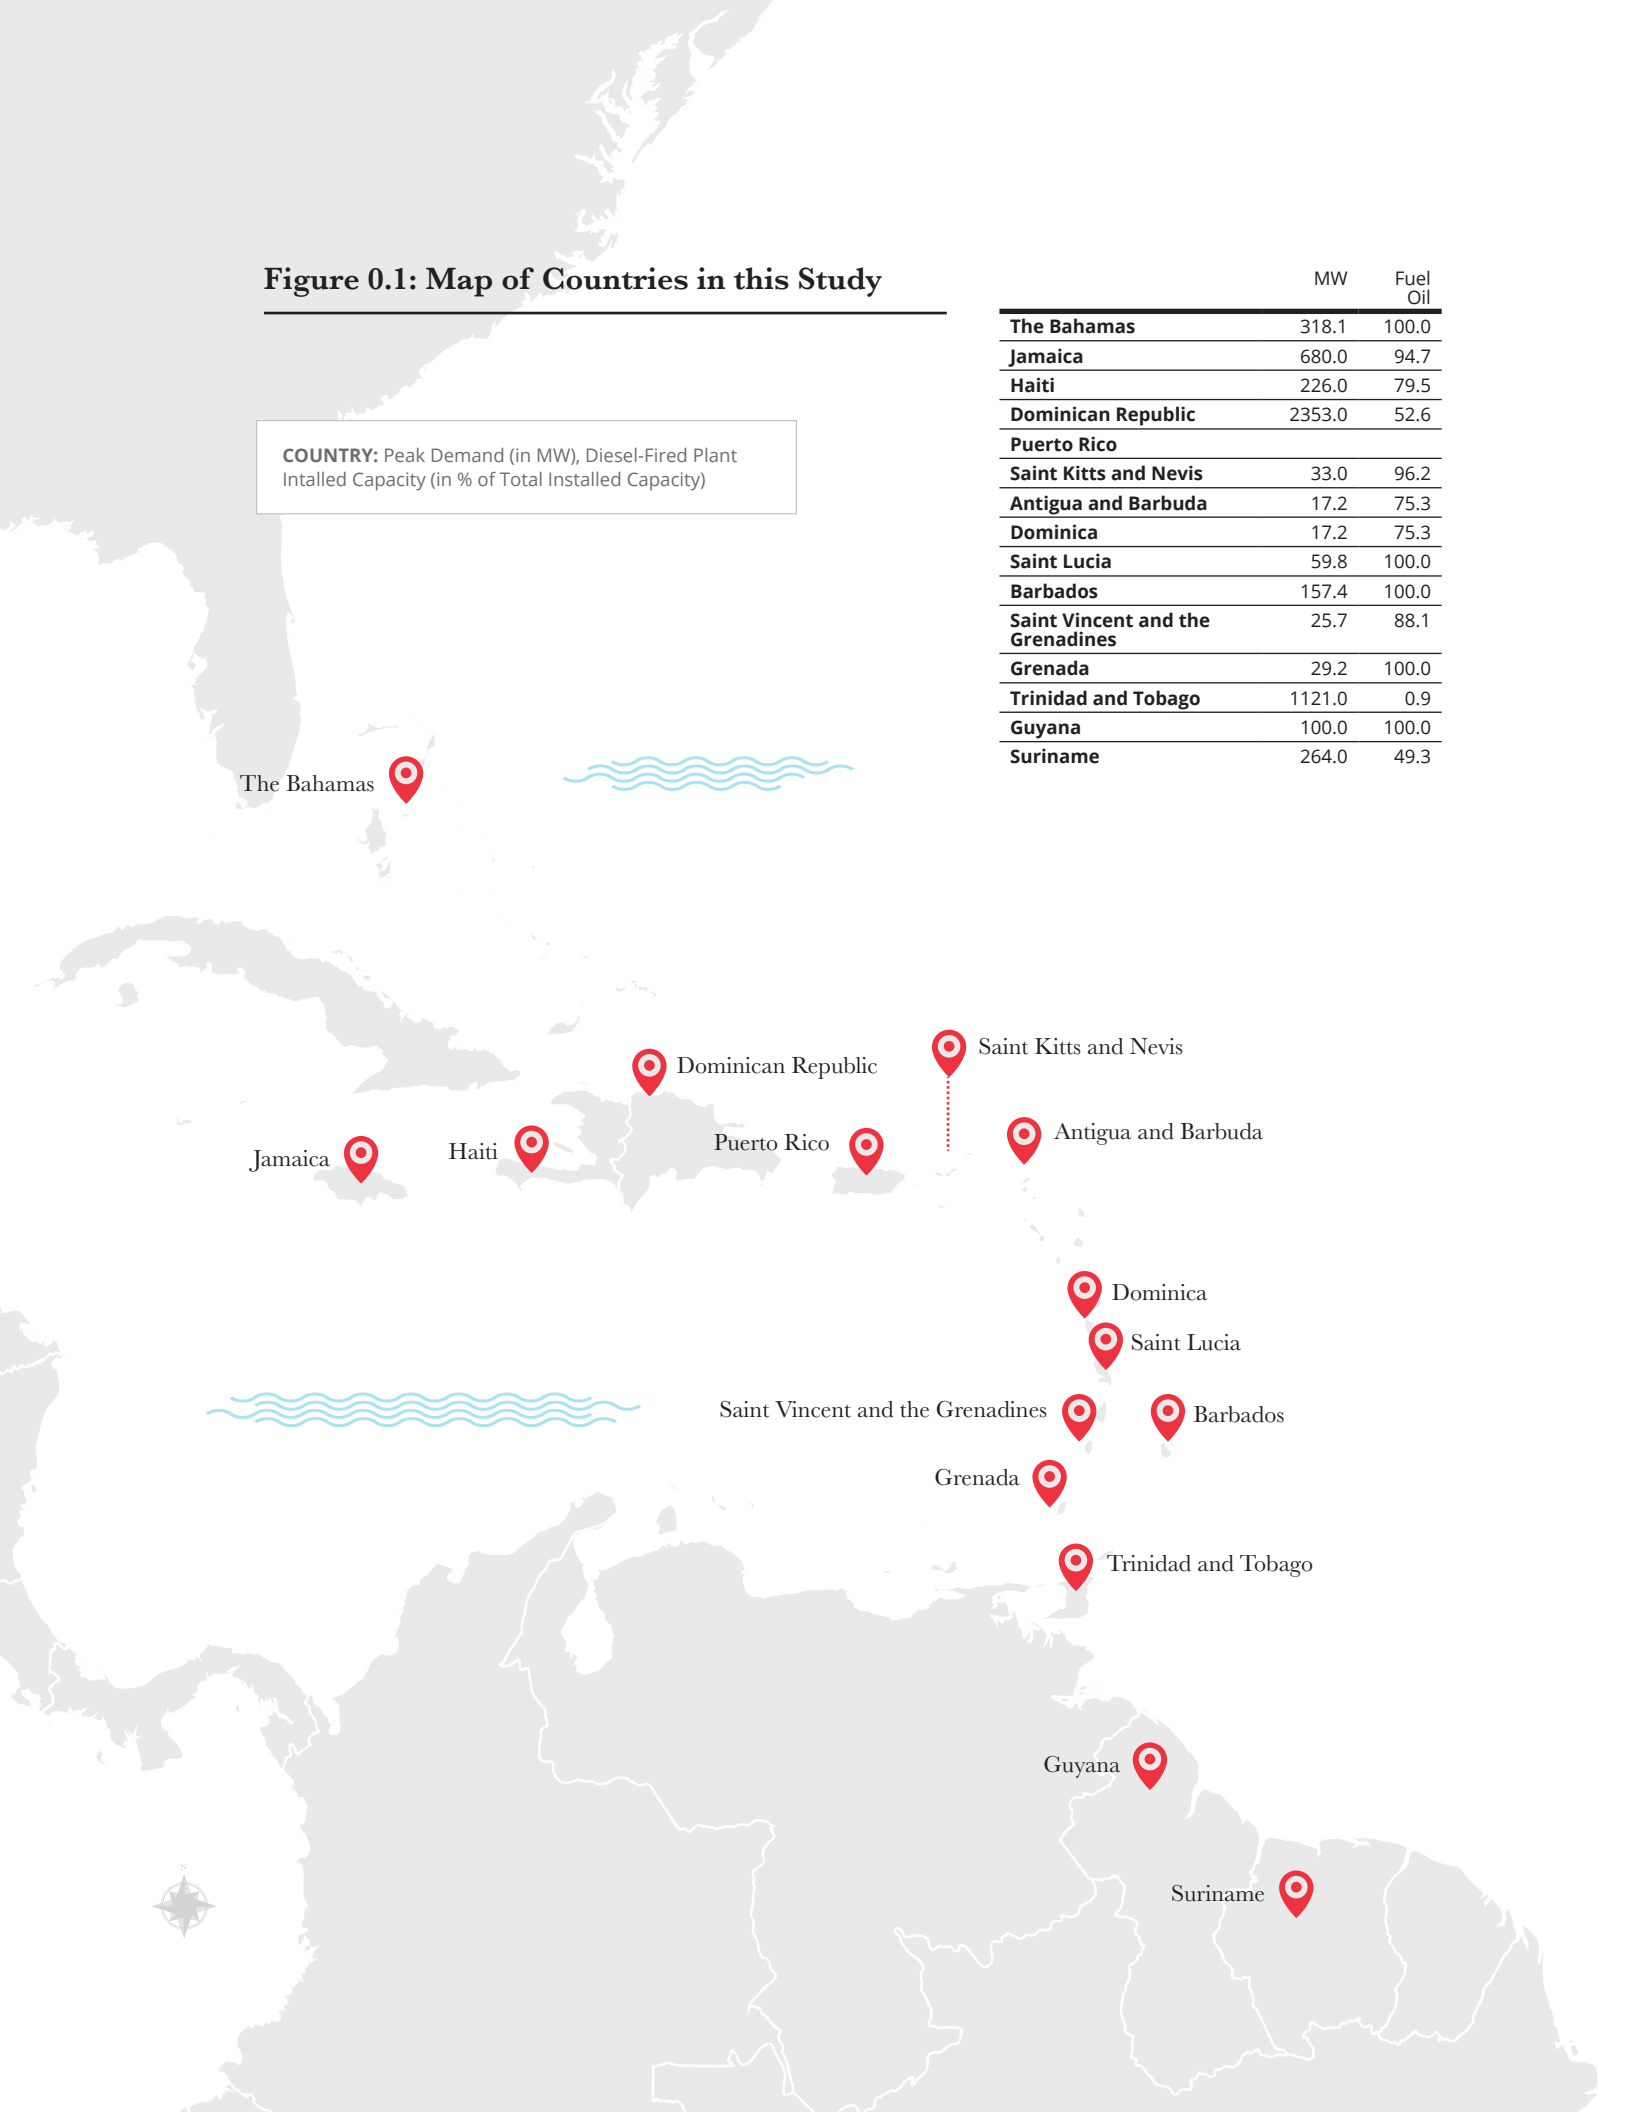 Figure 0.1: Map of Countries in this Study
COUNTRY: Peak Demand (in MW), Diesel-Fired Plant
Intalled Capacity (in % of Total Installed Capacity)
MW Fuel
Oil
The Bahamas 318.1 100.0
Jamaica 680.0 94.7
Haiti 226.0 79.5
Dominican Republic 2353.0 52.6
Puerto Rico
Saint Kitts and Nevis 33.0 96.2
Antigua and Barbuda 17.2 75.3
Dominica 17.2 75.3
Saint Lucia 59.8 100.0
Barbados 157.4 100.0
Saint Vincent and the 25.7 88.1
Grenadines
Grenada 29.2 100.0
Trinidad and Tobago 1121.0 0.9
Guyana 100.0 100.0
Suriname 264.0 49.3
The Bahamas
Saint Kitts and Nevis
Dominican Republic
Antigua and Barbuda
Puerto Rico
Haiti
Jamaica
Dominica
Saint Lucia
Saint Vincent and the Grenadines
Barbados
Grenada
Trinidad and Tobago
Guyana
N
Suriname